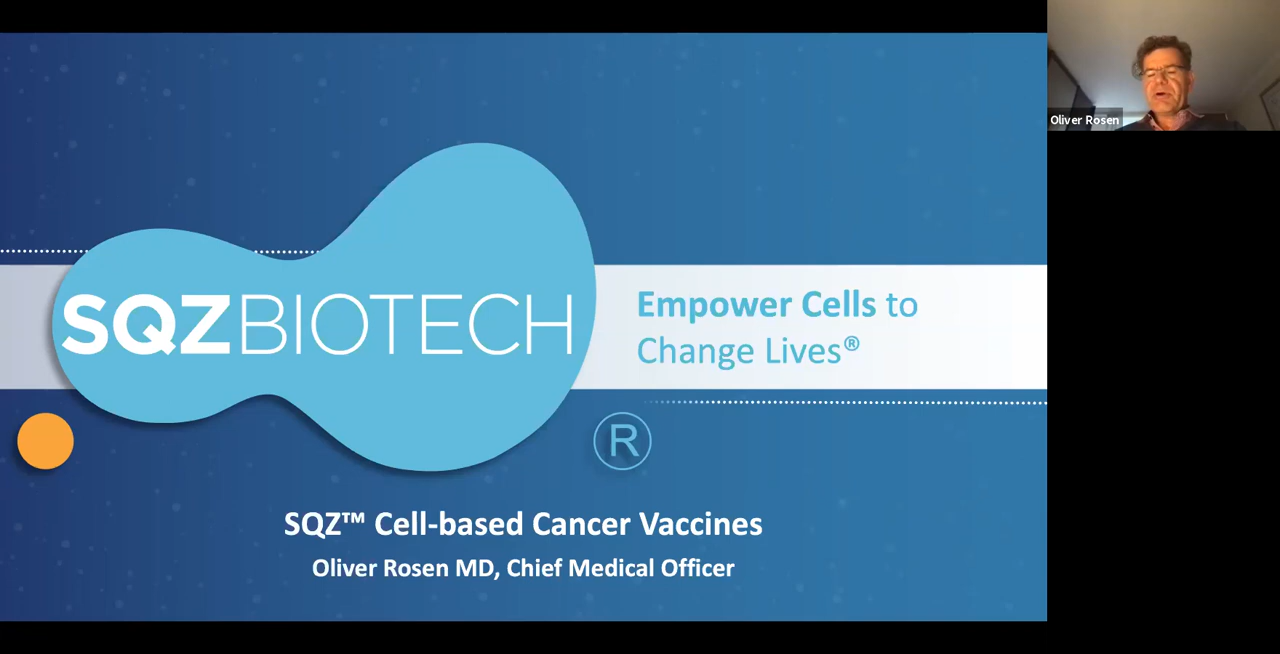 Oliver Rosen
SQZBIOTECH
Empower Cells to
Change Lives®
®
SQZ™ Cell-based Cancer Vaccines
Oliver Rosen MD, Chief Medical Officer